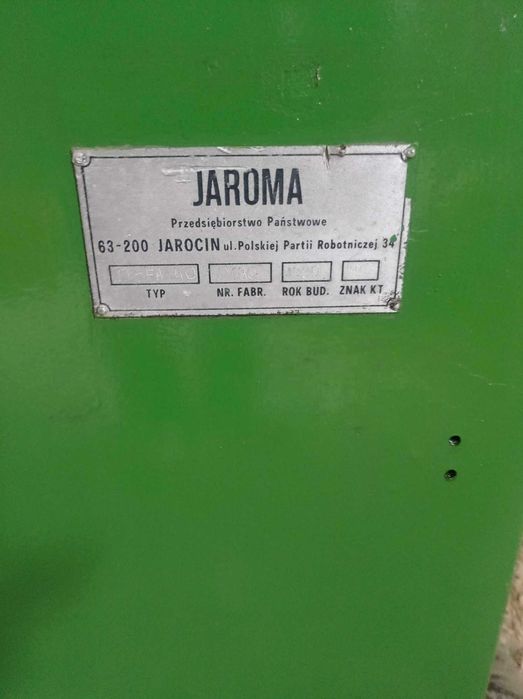 JAROMA
Przedsiębiorstwo Państwowe
63-200 JAROCIN ul.Polskiej Partii Robotniczej 34
TYP NR. FABR. ROK BUD. ZNAK KT